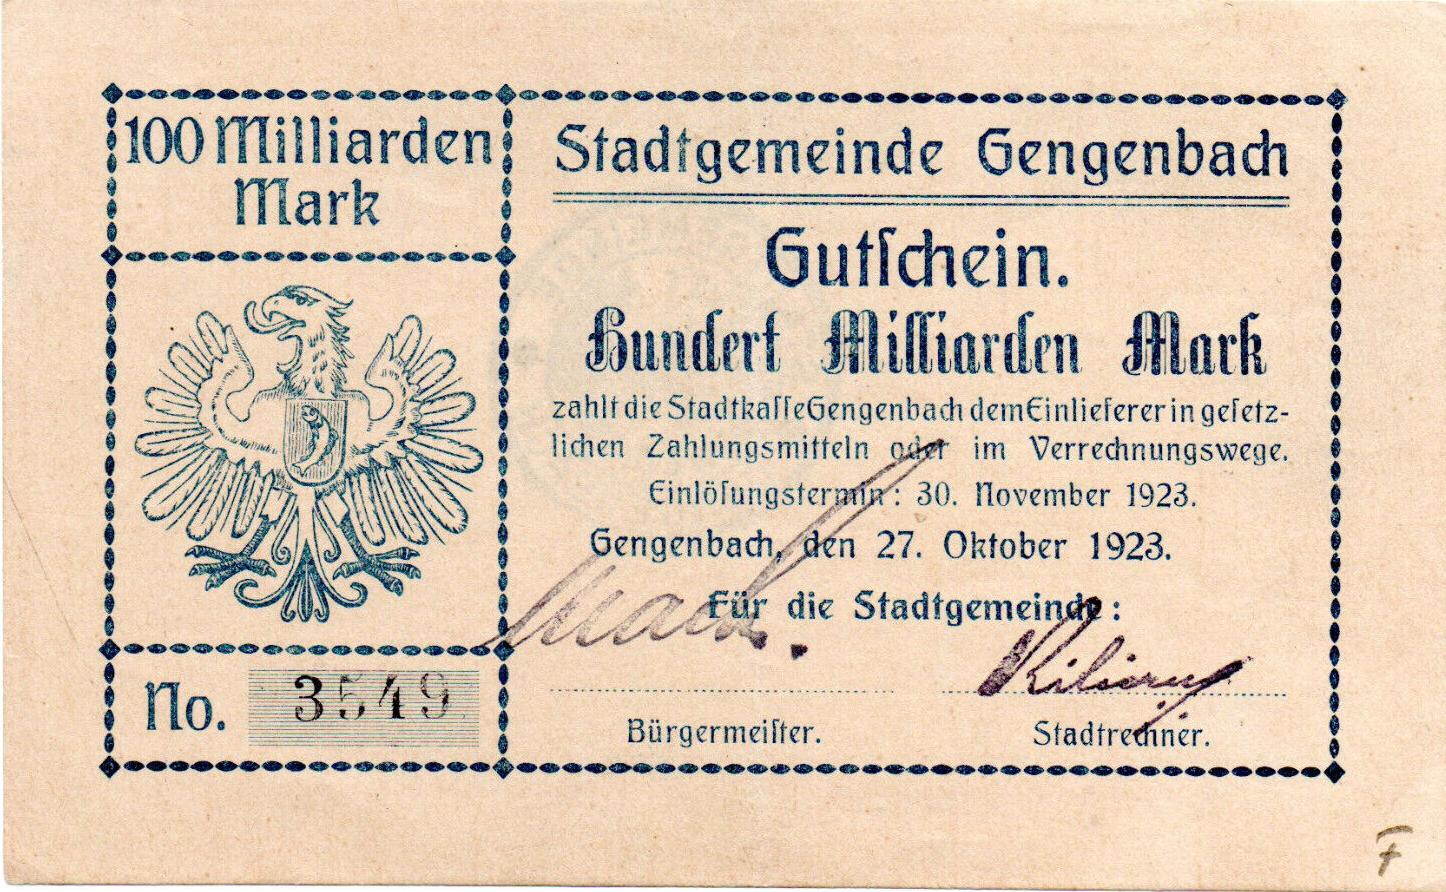 100 Milliarden
Mark
Stadtgemeinde Gengenbach
Gutſchein.
Hundert Milliarden Mark
zahlt die Stadtkaſſe Gengenbach dem Einlieferer in geſetz-
lichen Zahlungsmitteln oder im Verrechnungswege.
Einlöſungstermin: 30. November 1923.
Gengenbach, den 27. Oktober 1923.
Für die Stadtgemeinde:
No. 3549
Bürgermeiſter.
Stadtrechner.
F